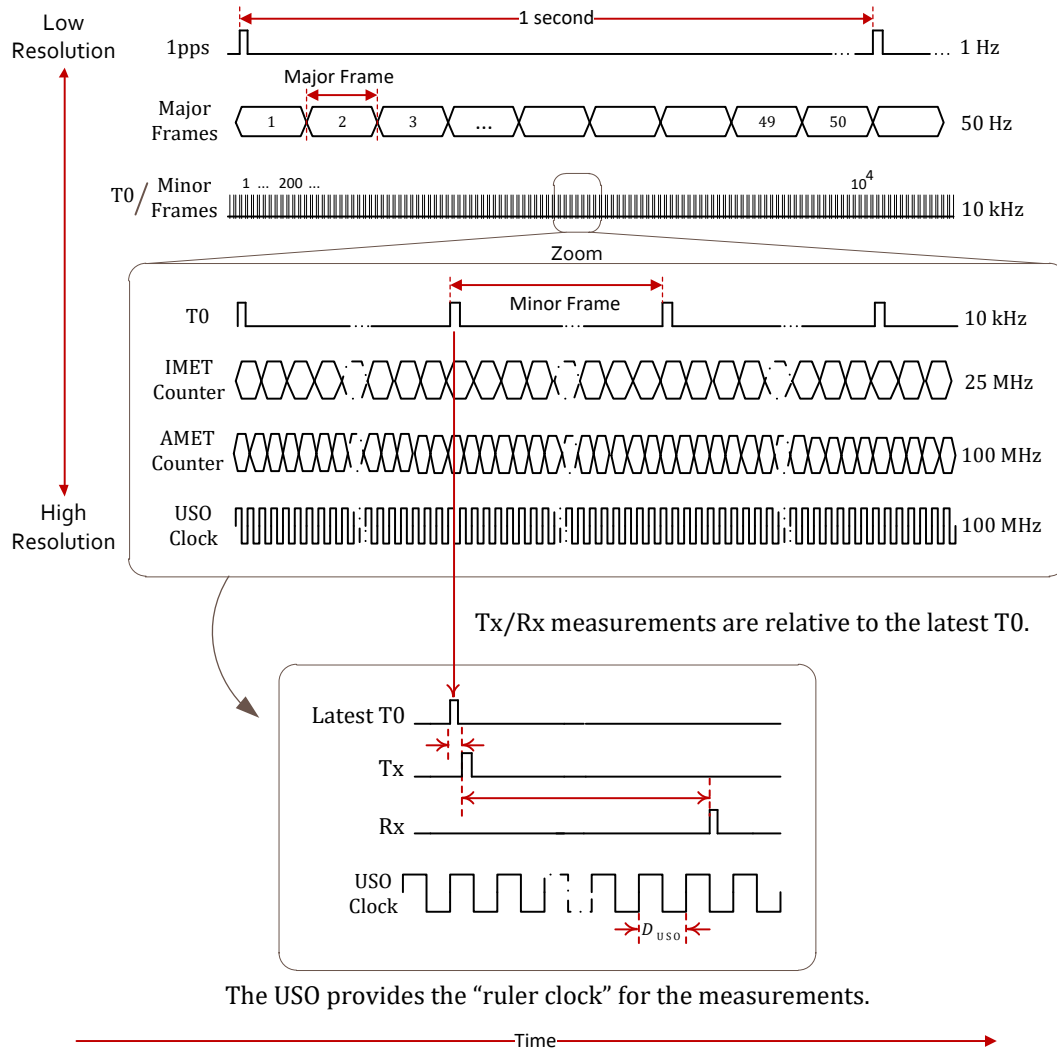 Low
Resolution
1 second
1pps
... ...
1 Hz
Major Frame
Major
Frames
1 2 3 ... 49 50
50 Hz
T0 / Minor
Frames
1 ... 200 ... 10^4
10 kHz
Zoom
Minor Frame
T0
... ... ...
10 kHz
IMET
Counter
25 MHz
AMET
Counter
100 MHz
High
Resolution
USO
Clock
100 MHz
Tx/Rx measurements are relative to the latest T0.
Latest T0
Tx
Rx
USO
Clock
D USO
The USO provides the “ruler clock” for the measurements.
Time